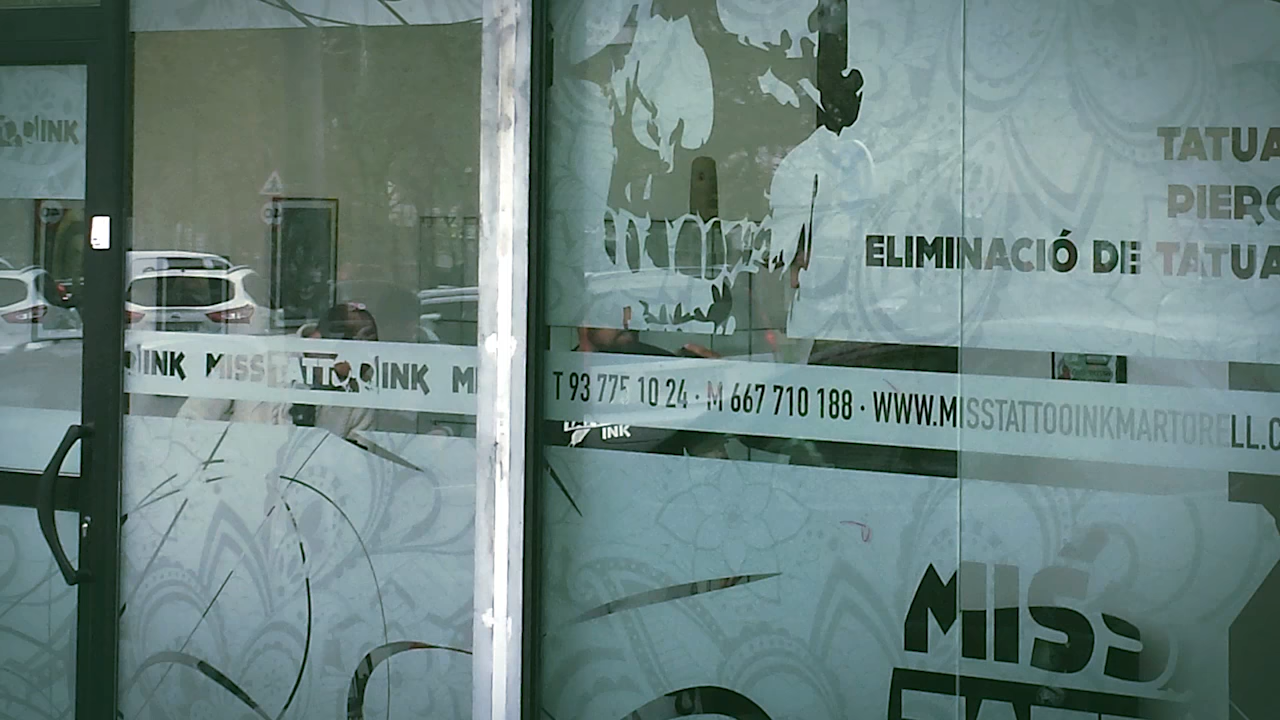 INK
TATUA
PIERC
ELIMINACIÓ DE TATUA
INK MISS TATTOO INK MI
T 93 775 10 24 · M 667 710 188 · WWW.MISSTATTOOINKMARTORELL.C
INK
MISS